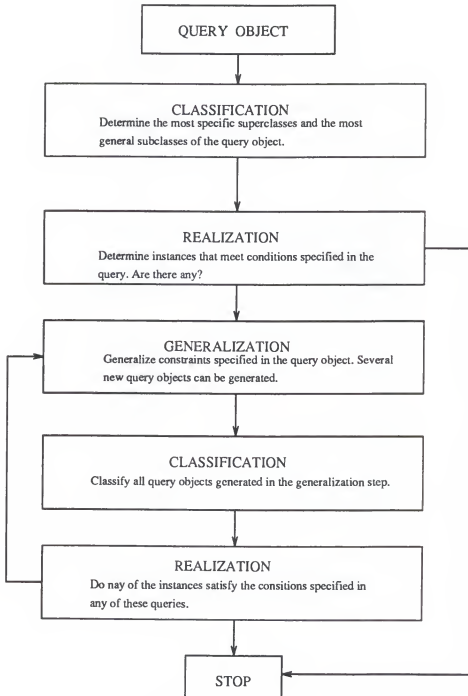 QUERY OBJECT
CLASSIFICATION
Determine the most specific superclasses and the most
general subclasses of the query object.
REALIZATION
Determine instances that meet conditions specified in the
query. Are there any?
GENERALIZATION
Generalize constraints specified in the query object. Several
new query objects can be generated.
CLASSIFICATION
Classify all query objects generated in the generalization step.
REALIZATION
Do nay of the instances satisfy the consitions specified in
any of these queries.
STOP